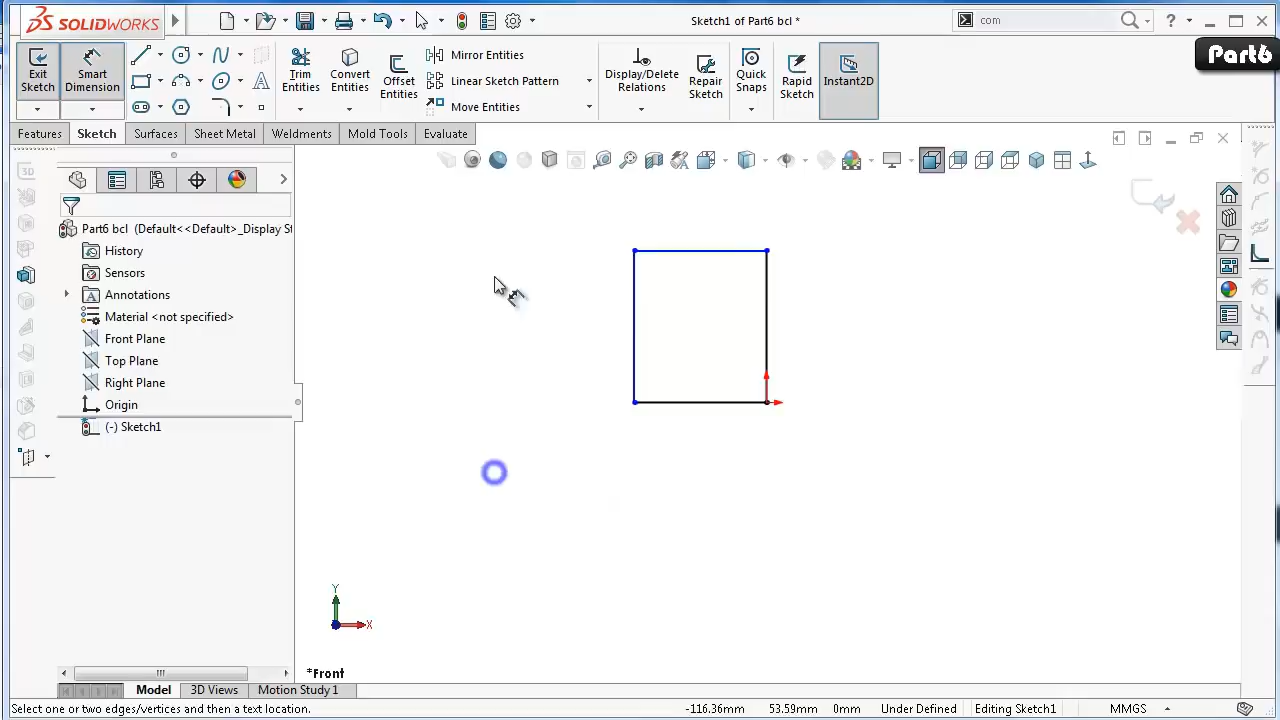 SOLIDWORKS
Sketch1 of Part6 bcl *
com
?
Part6
Exit Sketch
Smart Dimension
Trim Entities
Convert Entities
Offset Entities
Mirror Entities
Linear Sketch Pattern
Move Entities
Display/Delete Relations
Repair Sketch
Quick Snaps
Rapid Sketch
Instant2D
Features
Sketch
Surfaces
Sheet Metal
Weldments
Mold Tools
Evaluate
3D
Part6 bcl (Default<<Default>_Display St
History
Sensors
Annotations
Material <not specified>
Front Plane
Top Plane
Right Plane
Origin
(-) Sketch1
Y
X
*Front
Model
3D Views
Motion Study 1
Select one or two edges/vertices and then a text location.
-116.36mm
53.59mm
0mm
Under Defined
Editing Sketch1
MMGS